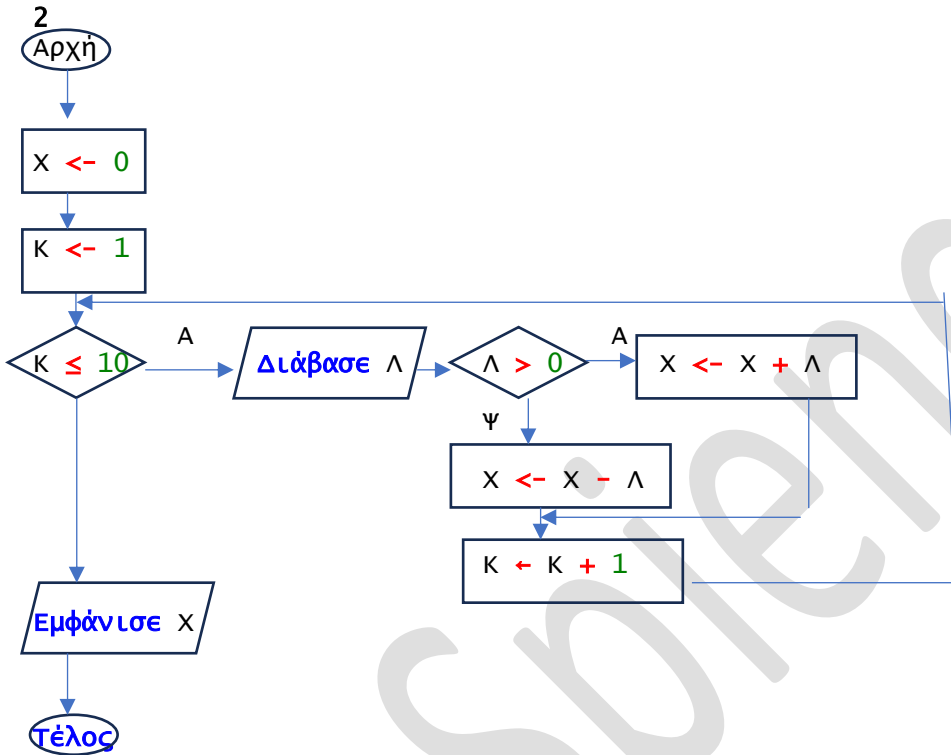 2
Αρχή
Χ <- 0
Κ <- 1
Κ ≤ 10
Α
Διάβασε Λ
Λ > 0
Α
Χ <- Χ + Λ
Ψ
Χ <- Χ - Λ
Κ ← Κ + 1
Εμφάνισε Χ
Τέλος